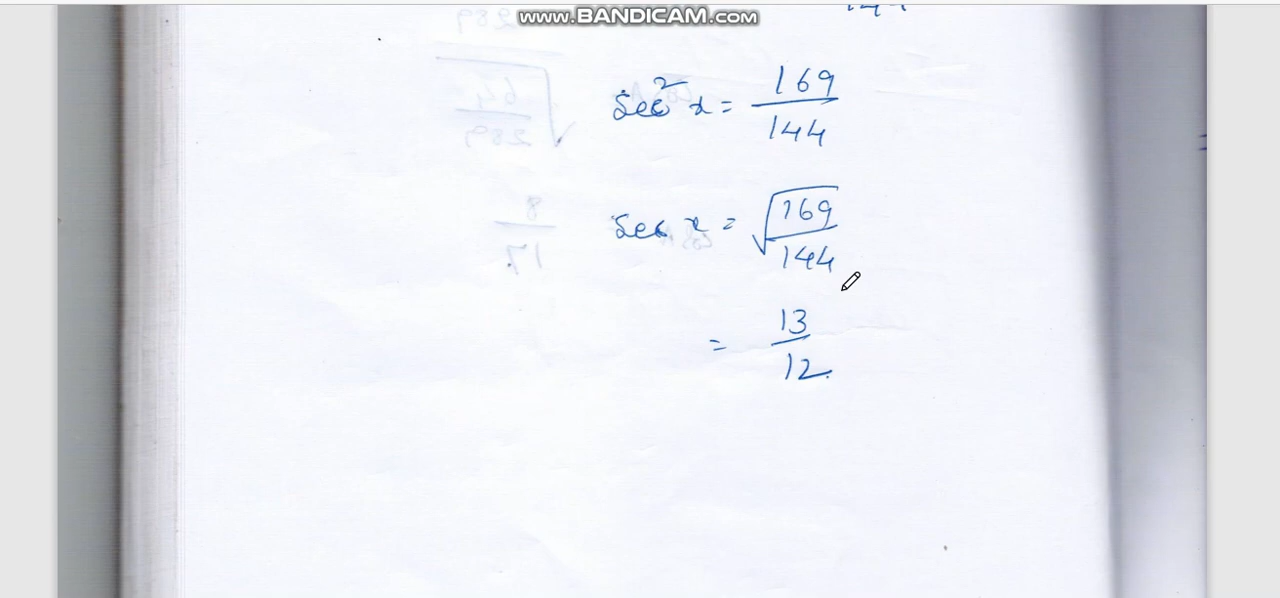 www.BANDICAM.com
sec² x = 169/144
sec x = √169/144
= 13/12